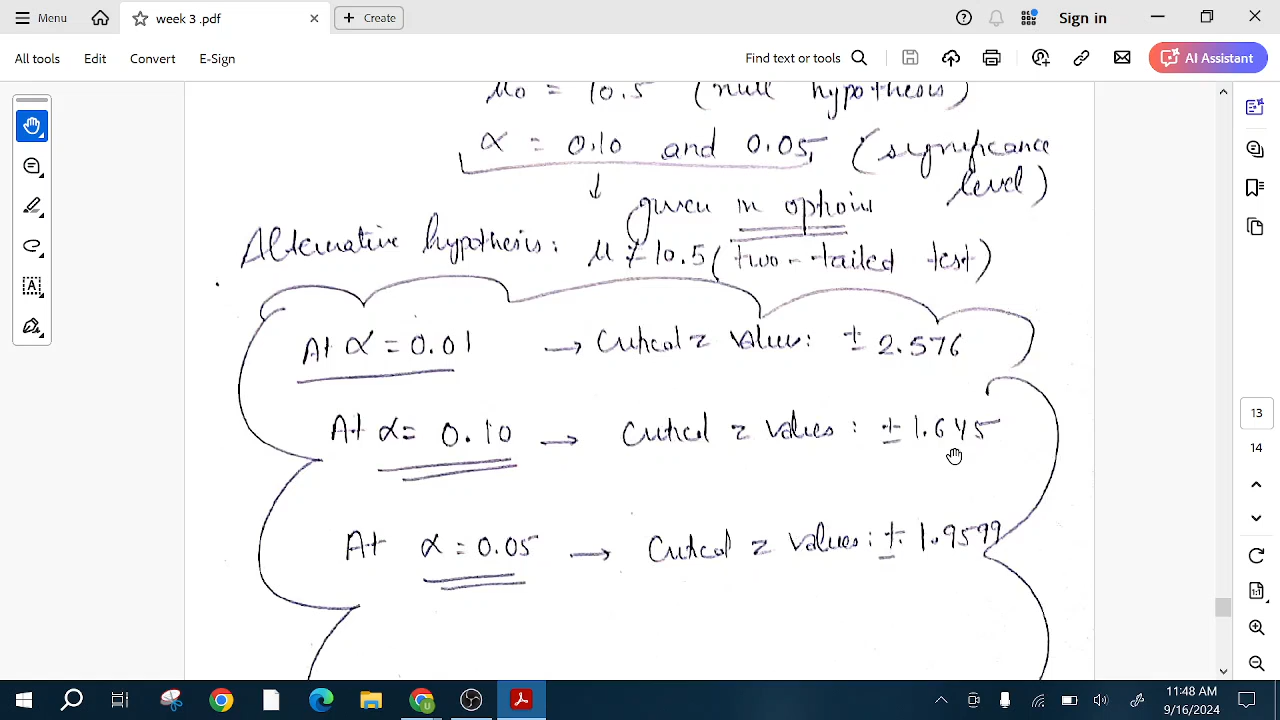 Menu
week 3 .pdf
Create
Sign in
All tools
Edit
Convert
E-Sign
Find text or tools
AI Assistant
μ0 = 10.5 (null hypothesis)
α = 0.10 and 0.05, (significance
level)
given in options
Alternative hypothesis: μ ≠ 10.5 (two-tailed test)
At α = 0.01 → Critical z values: ± 2.576
At α = 0.10 → Critical z values: ± 1.645
At α = 0.05 → Critical z values: ± 1.9599
13
14
11:48 AM
9/16/2024